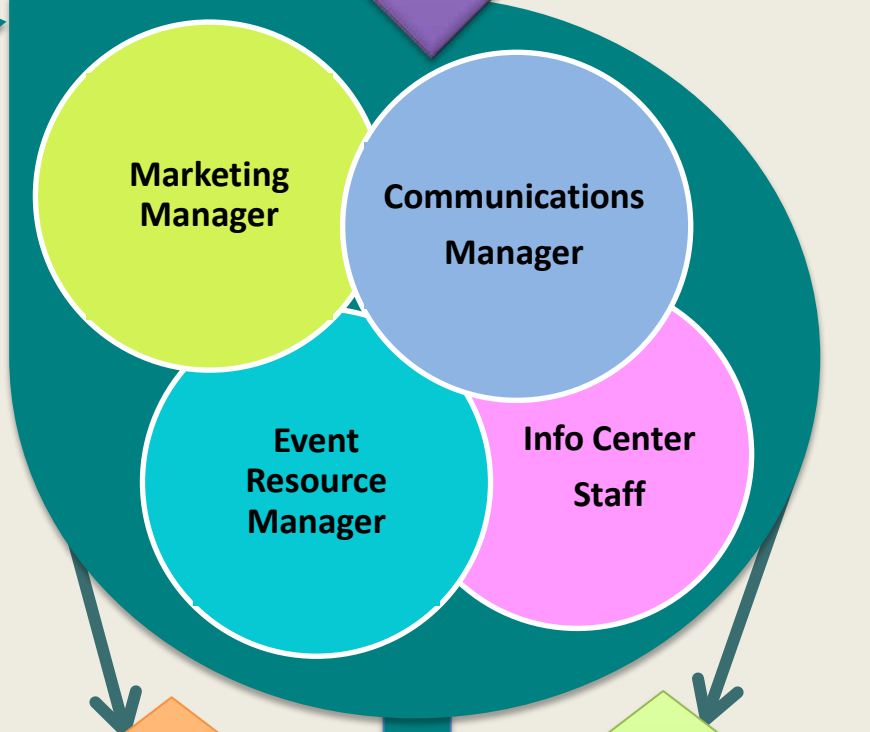 Marketing
Manager
Communications
Manager
Event
Resource
Manager
Info Center
Staff